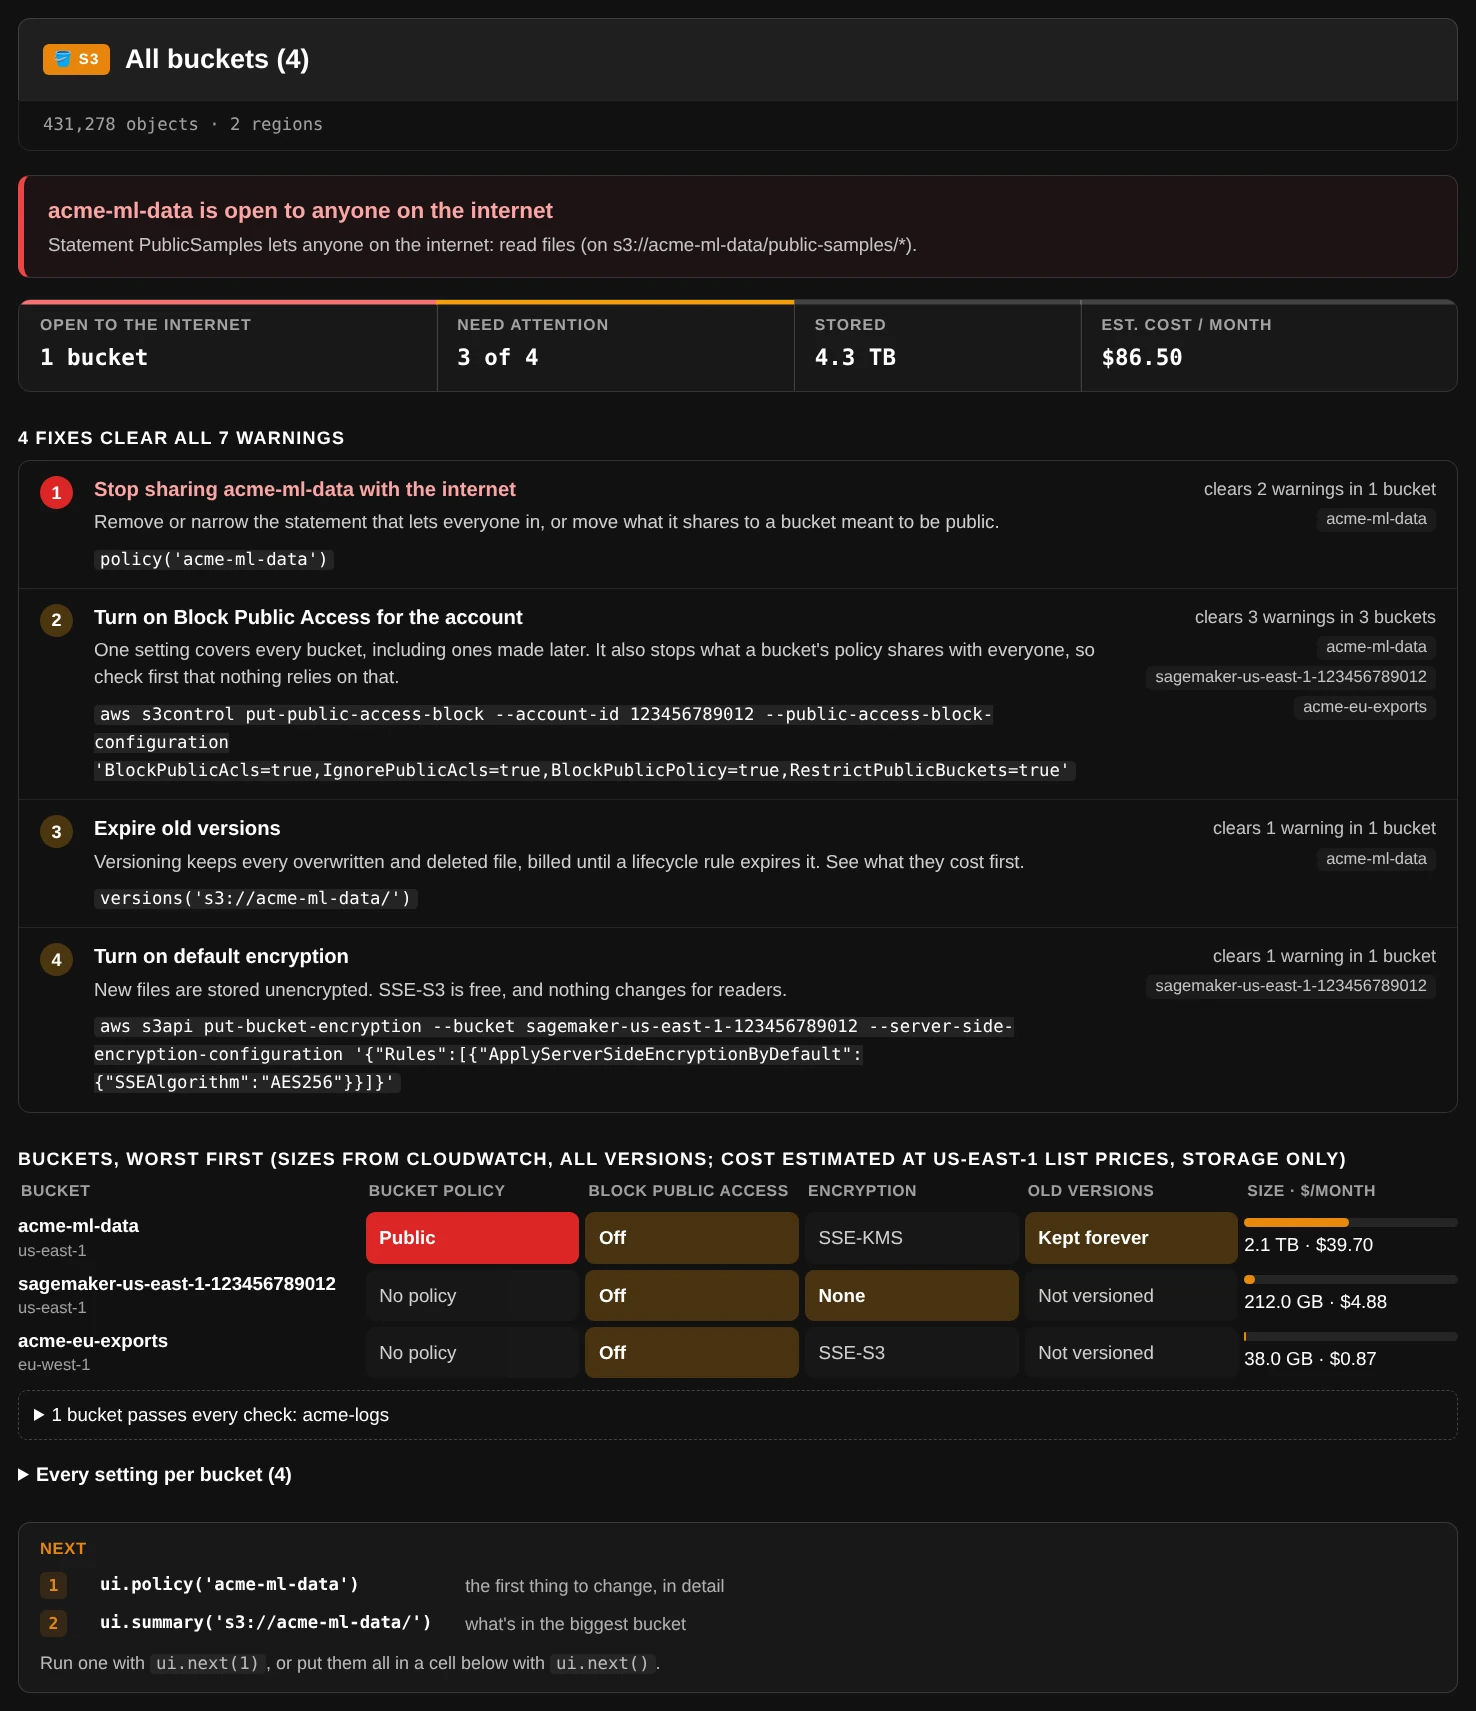 S3 All buckets (4)
431,278 objects · 2 regions
acme-ml-data is open to anyone on the internet
Statement PublicSamples lets anyone on the internet: read files (on s3://acme-ml-data/public-samples/*).
OPEN TO THE INTERNET
1 bucket
NEED ATTENTION
3 of 4
STORED
4.3 TB
EST. COST / MONTH
$86.50
4 FIXES CLEAR ALL 7 WARNINGS
1 Stop sharing acme-ml-data with the internet
Remove or narrow the statement that lets everyone in, or move what it shares to a bucket meant to be public.
policy('acme-ml-data')
clears 2 warnings in 1 bucket
acme-ml-data
2 Turn on Block Public Access for the account
One setting covers every bucket, including ones made later. It also stops what a bucket's policy shares with everyone, so
check first that nothing relies on that.
aws s3control put-public-access-block --account-id 123456789012 --public-access-block-
configuration
'BlockPublicAcls=true,IgnorePublicAcls=true,BlockPublicPolicy=true,RestrictPublicBuckets=true'
clears 3 warnings in 3 buckets
acme-ml-data
sagemaker-us-east-1-123456789012
acme-eu-exports
3 Expire old versions
Versioning keeps every overwritten and deleted file, billed until a lifecycle rule expires it. See what they cost first.
versions('s3://acme-ml-data/')
clears 1 warning in 1 bucket
acme-ml-data
4 Turn on default encryption
New files are stored unencrypted. SSE-S3 is free, and nothing changes for readers.
aws s3api put-bucket-encryption --bucket sagemaker-us-east-1-123456789012 --server-side-
encryption-configuration '{"Rules":[{"ApplyServerSideEncryptionByDefault":
{"SSEAlgorithm":"AES256"}}]}'
clears 1 warning in 1 bucket
sagemaker-us-east-1-123456789012
BUCKETS, WORST FIRST (SIZES FROM CLOUDWATCH, ALL VERSIONS; COST ESTIMATED AT US-EAST-1 LIST PRICES, STORAGE ONLY)
BUCKET BUCKET POLICY BLOCK PUBLIC ACCESS ENCRYPTION OLD VERSIONS SIZE · $/MONTH
acme-ml-data
us-east-1
Public Off SSE-KMS Kept forever 2.1 TB · $39.70
sagemaker-us-east-1-123456789012
us-east-1
No policy Off None Not versioned 212.0 GB · $4.88
acme-eu-exports
eu-west-1
No policy Off SSE-S3 Not versioned 38.0 GB · $0.87
1 bucket passes every check: acme-logs
Every setting per bucket (4)
NEXT
1 ui.policy('acme-ml-data') the first thing to change, in detail
2 ui.summary('s3://acme-ml-data/') what's in the biggest bucket
Run one with ui.next(1), or put them all in a cell below with ui.next().